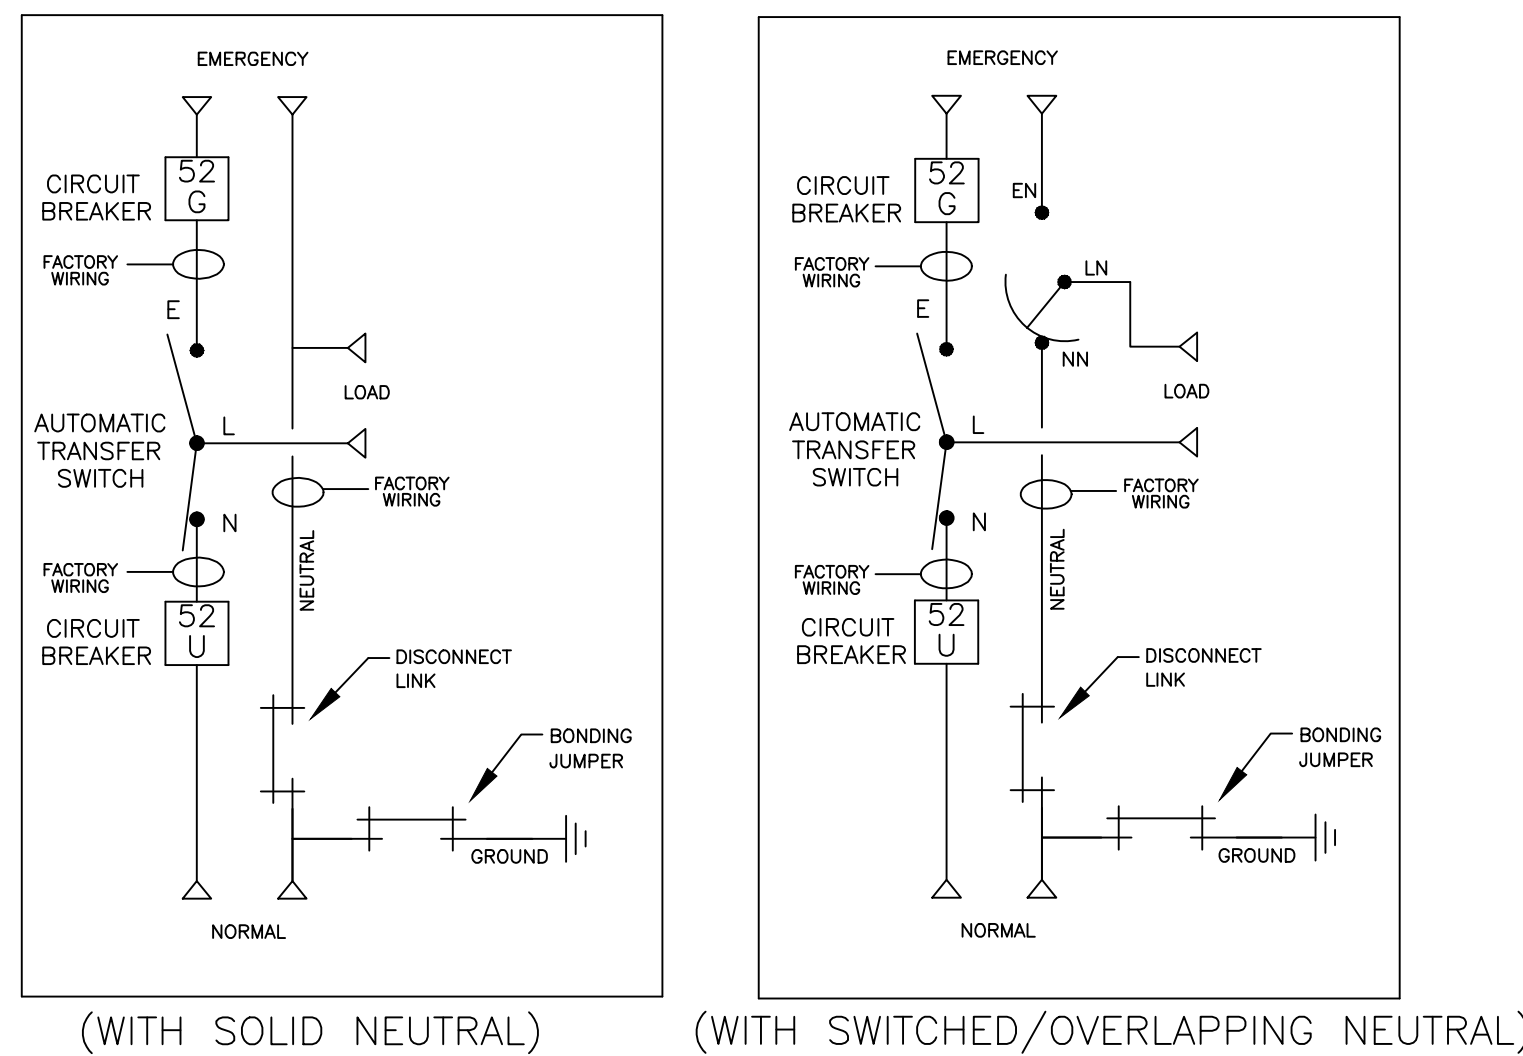 EMERGENCY
52
G
CIRCUIT
BREAKER
FACTORY
WIRING
E
LOAD
AUTOMATIC
TRANSFER
SWITCH
L
FACTORY
WIRING
N
NEUTRAL
FACTORY
WIRING
52
U
CIRCUIT
BREAKER
DISCONNECT
LINK
BONDING
JUMPER
GROUND
NORMAL
(WITH SOLID NEUTRAL)
EMERGENCY
52
G
CIRCUIT
BREAKER
EN
FACTORY
WIRING
LN
E
NN
LOAD
AUTOMATIC
TRANSFER
SWITCH
L
FACTORY
WIRING
N
NEUTRAL
FACTORY
WIRING
52
U
CIRCUIT
BREAKER
DISCONNECT
LINK
BONDING
JUMPER
GROUND
NORMAL
(WITH SWITCHED/OVERLAPPING NEUTRAL)